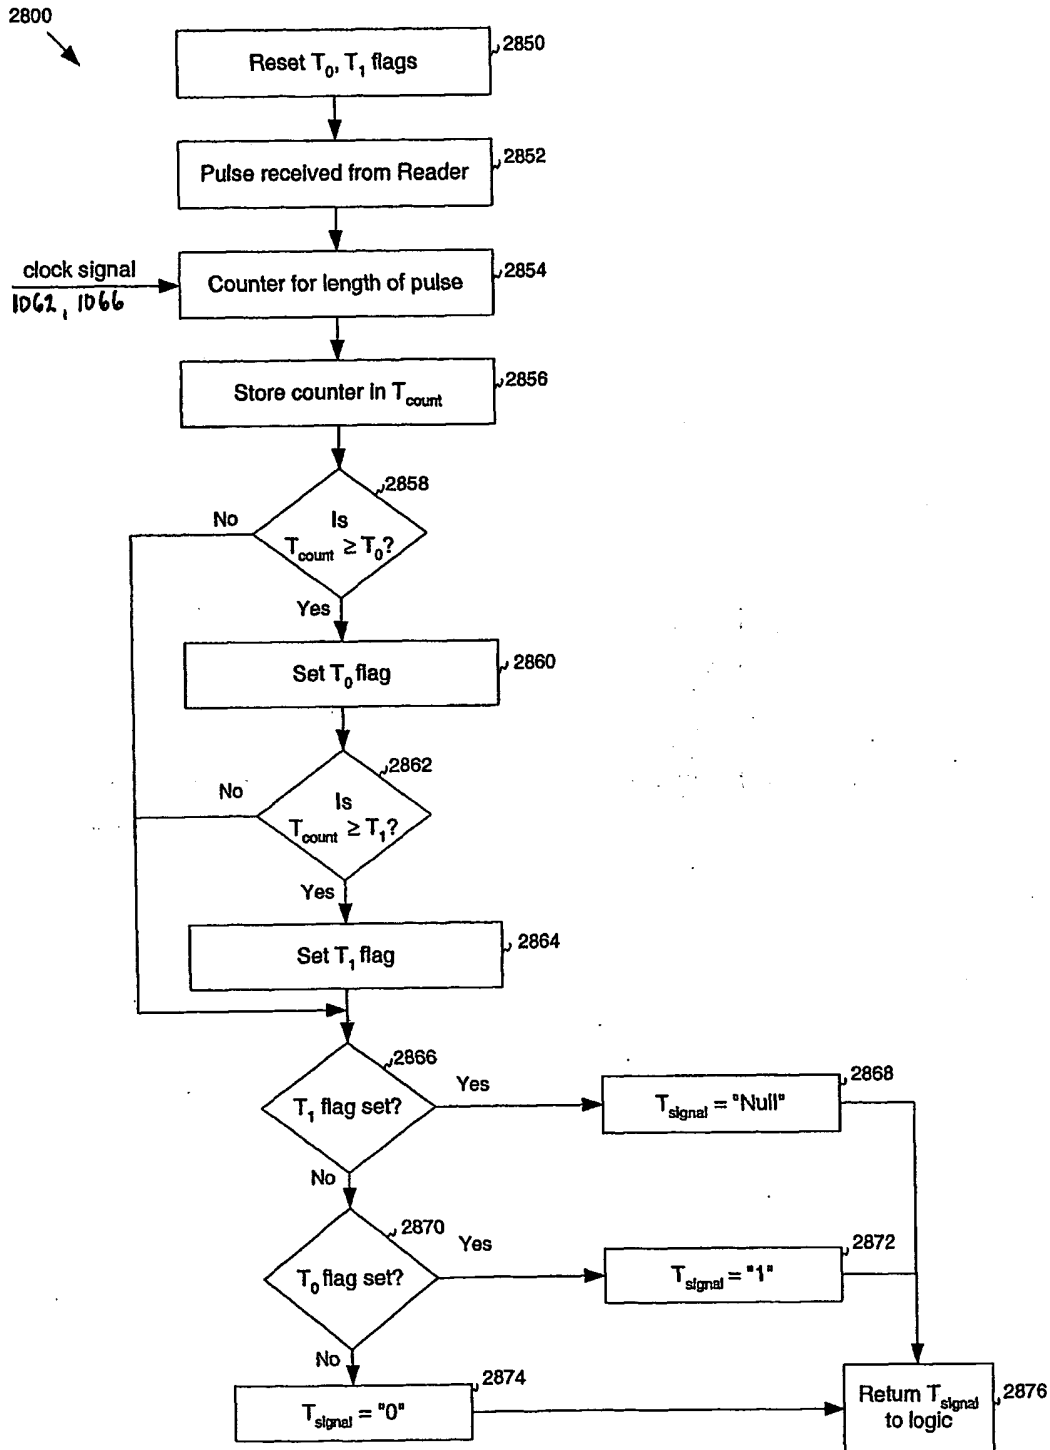 2800
Reset T0, T1 flags
2850
Pulse received from Reader
2852
clock signal
1062, 1066
Counter for length of pulse
2854
Store counter in Tcount
2856
2858
No
Is
Tcount ≥ T0?
Yes
Set T0 flag
2860
2862
No
Is
Tcount ≥ T1?
Yes
Set T1 flag
2864
2866
T1 flag set?
Yes
2868
Tsignal = "Null"
No
2870
T0 flag set?
Yes
2872
Tsignal = "1"
No
2874
Tsignal = "0"
Return Tsignal
to logic
2876